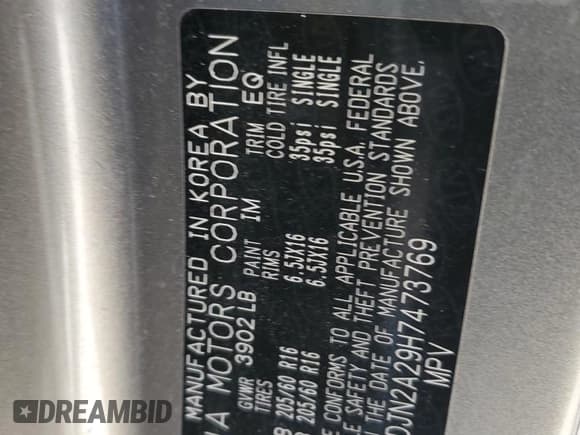 MANUFACTURED IN KOREA BY
A MOTORS CORPORATION
GVWR 3902 LB PAINT IM TRIM EQ
TIRES RIMS COLD TIRE INFL
205/60 R16 6.5JX16 35psi SINGLE
205/60 R16 6.5JX16 35psi SINGLE
CONFORMS TO ALL APPLICABLE U.S.A. FEDERAL
SAFETY AND THEFT PREVENTION STANDARDS
DATE OF MANUFACTURE SHOWN ABOVE.
DJN2A29H7473769
MPV
DREAMBID